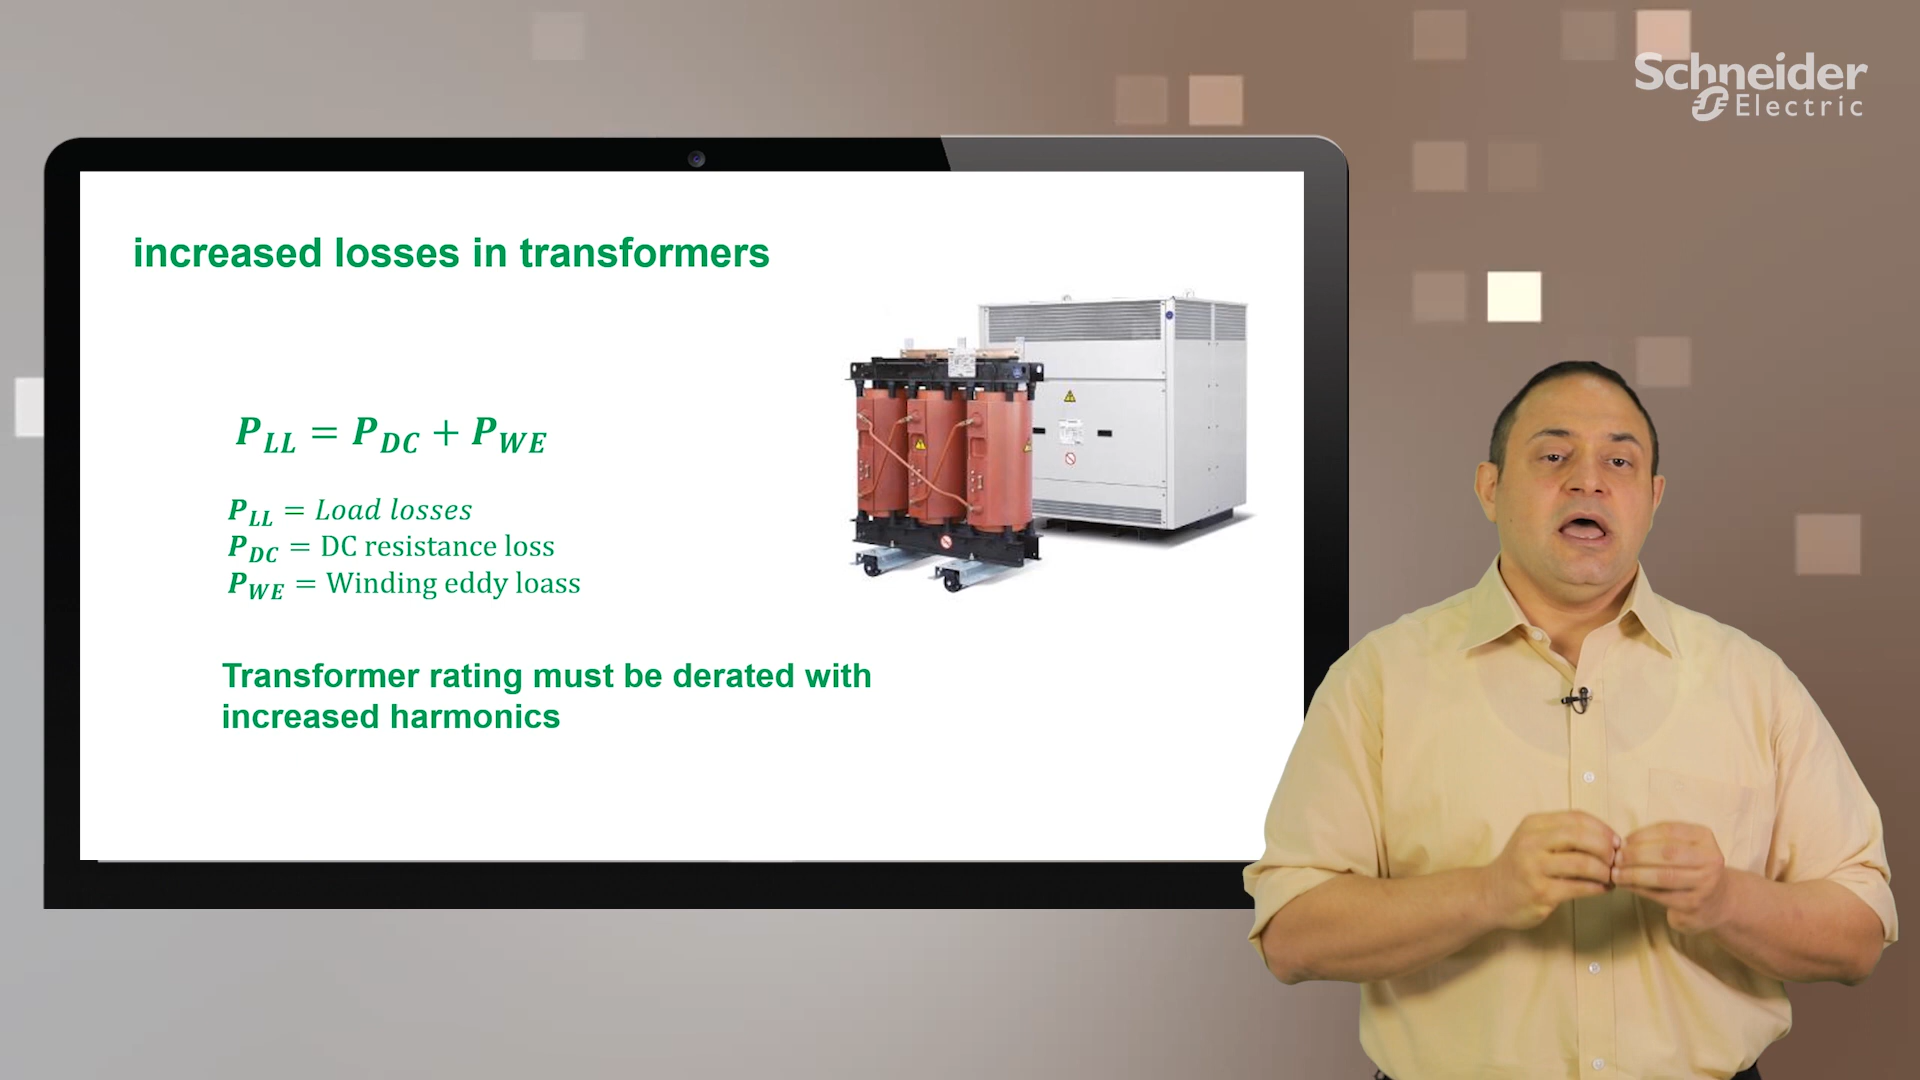 Schneider
Electric
increased losses in transformers
P_LL = P_DC + P_WE
P_LL = Load losses
P_DC = DC resistance loss
P_WE = Winding eddy loass
Transformer rating must be derated with
increased harmonics